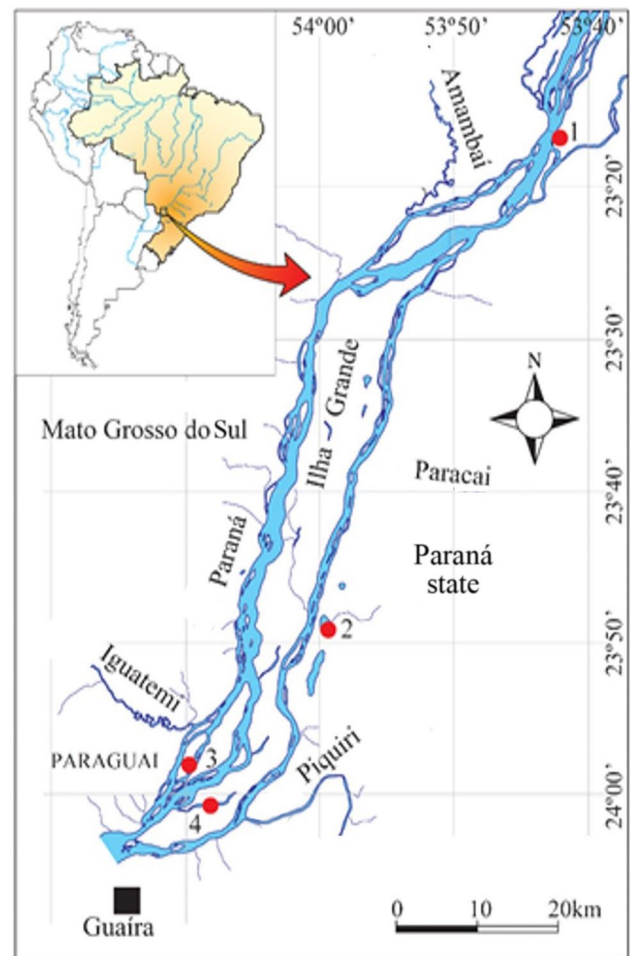 54°00'
53°50'
53°40'
Amambaí
1
23°20'
23°30'
N
Ilha Grande
Mato Grosso do Sul
Paracai
23°40'
Paraná
Paraná
state
2
23°50'
Iguatemi
PARAGUAI
3
Piquiri
24°00'
4
Guaíra
0 10 20km